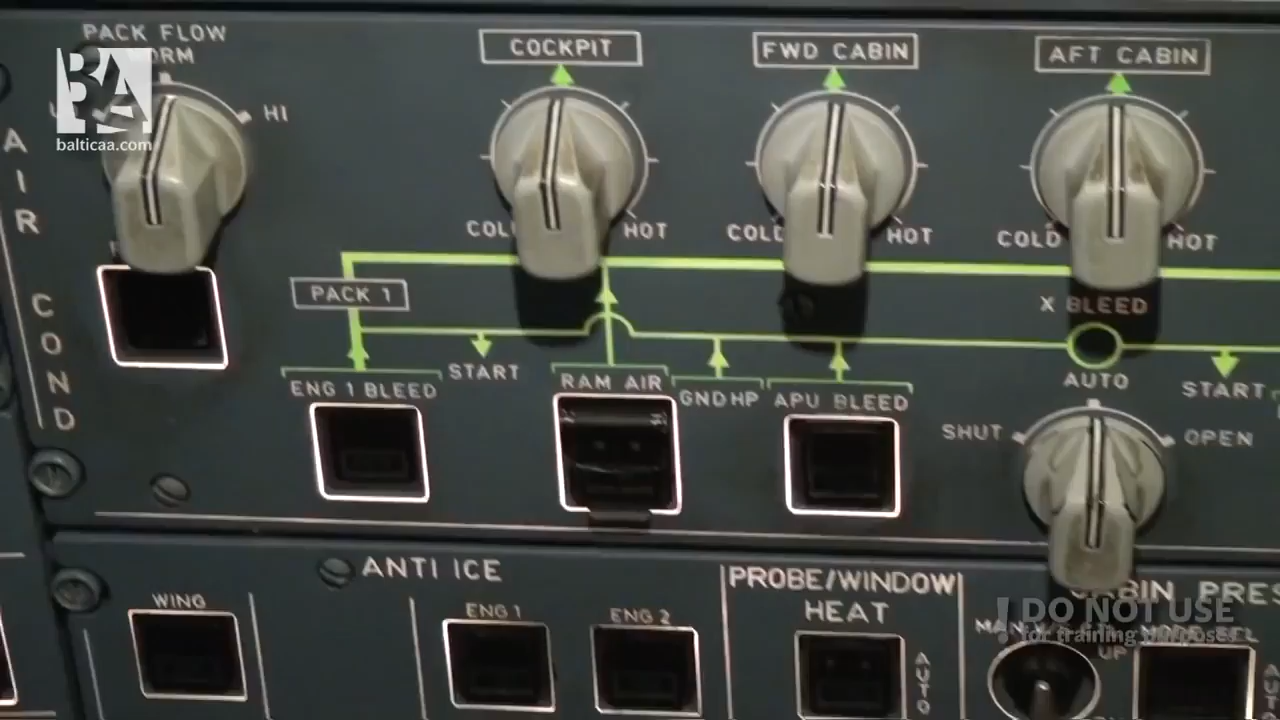 PACK FLOW
HI
COCKPIT
FWD CABIN
AFT CABIN
BA
balticaa.com
AIR COND
COLD
HOT
COLD
HOT
COLD
HOT
PACK 1
X BLEED
START
AUTO
START
ENG 1 BLEED
RAM AIR
GND HP
APU BLEED
SHUT
OPEN
ANTI ICE
WING
ENG 1
ENG 2
PROBE/WINDOW
HEAT
AUTO
! DO NOT USE
for training purposes
UP